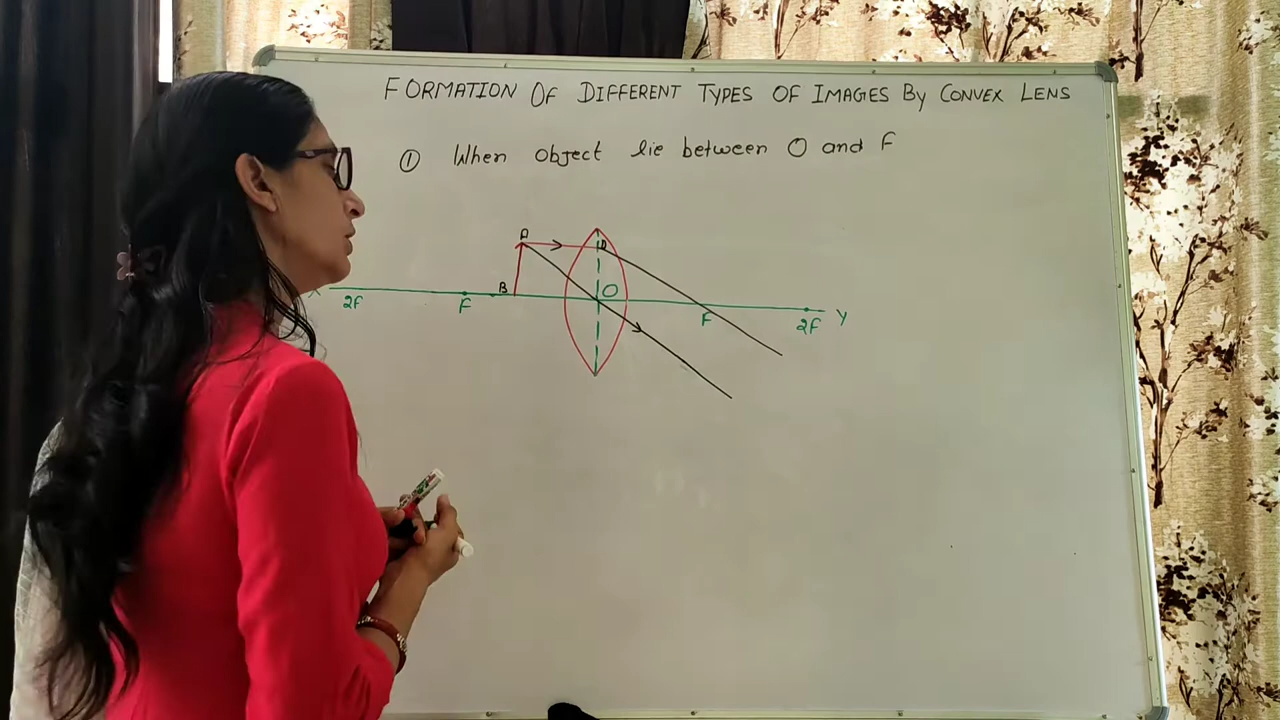 FORMATION OF DIFFERENT TYPES OF IMAGES BY CONVEX LENS
① When object lie between O and F
A
D
B
O
X
2F
F
F
2F
Y